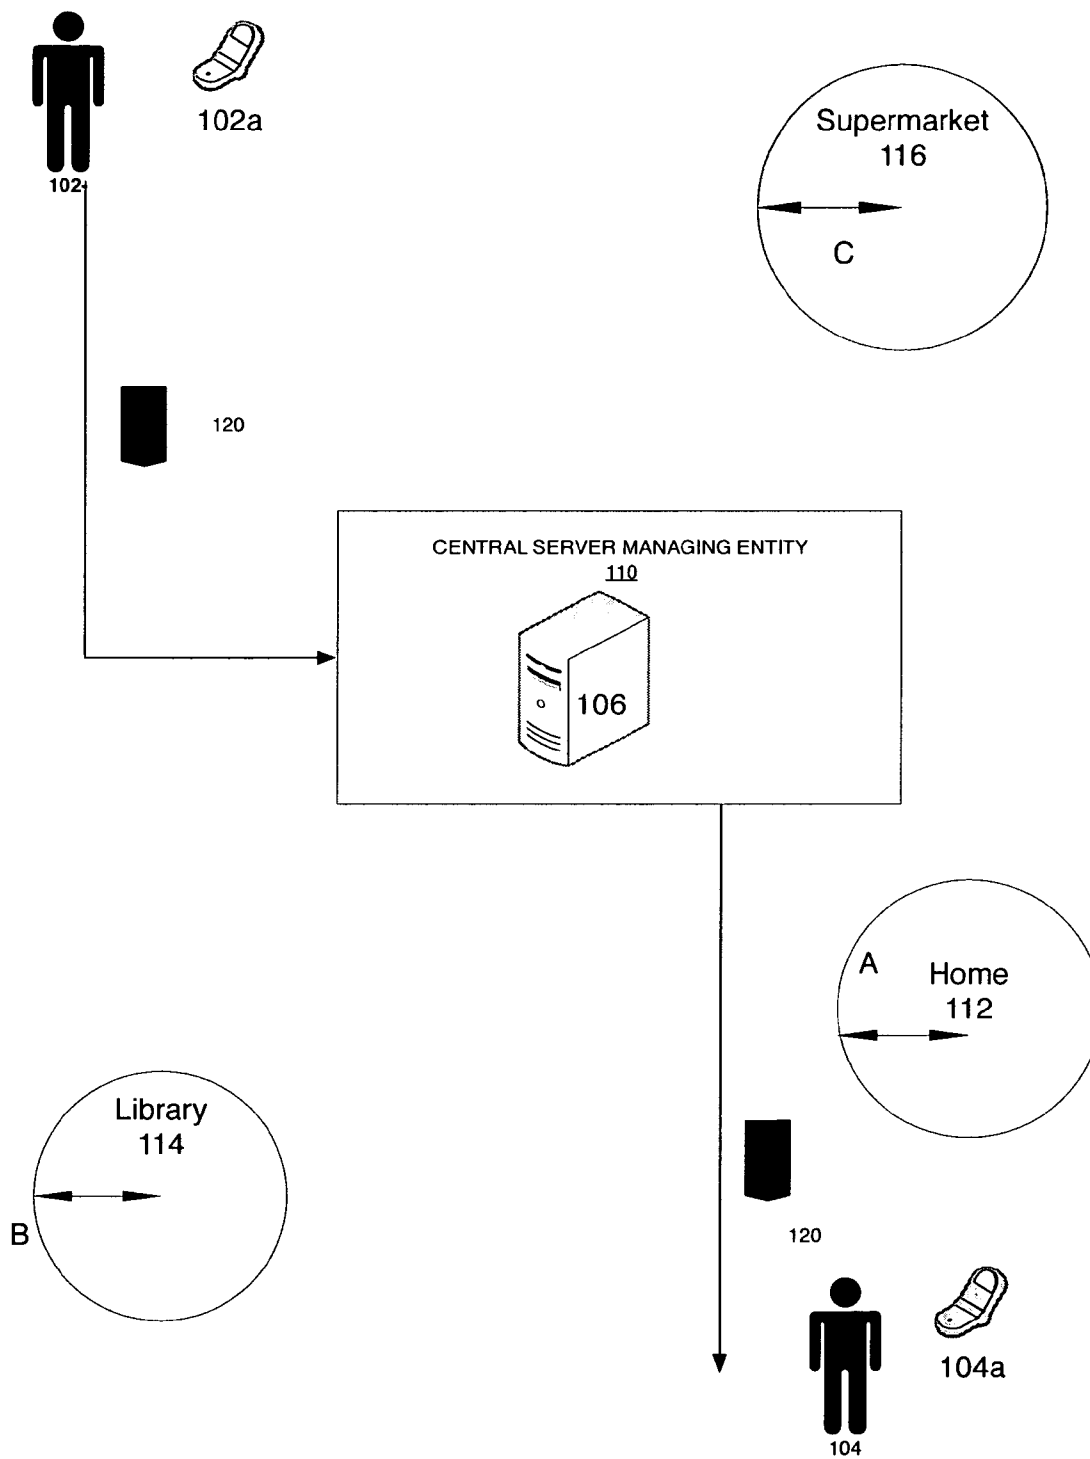 102a
102
Supermarket
116
C
120
CENTRAL SERVER MANAGING ENTITY
110
106
A
Home
112
Library
114
B
120
104a
104